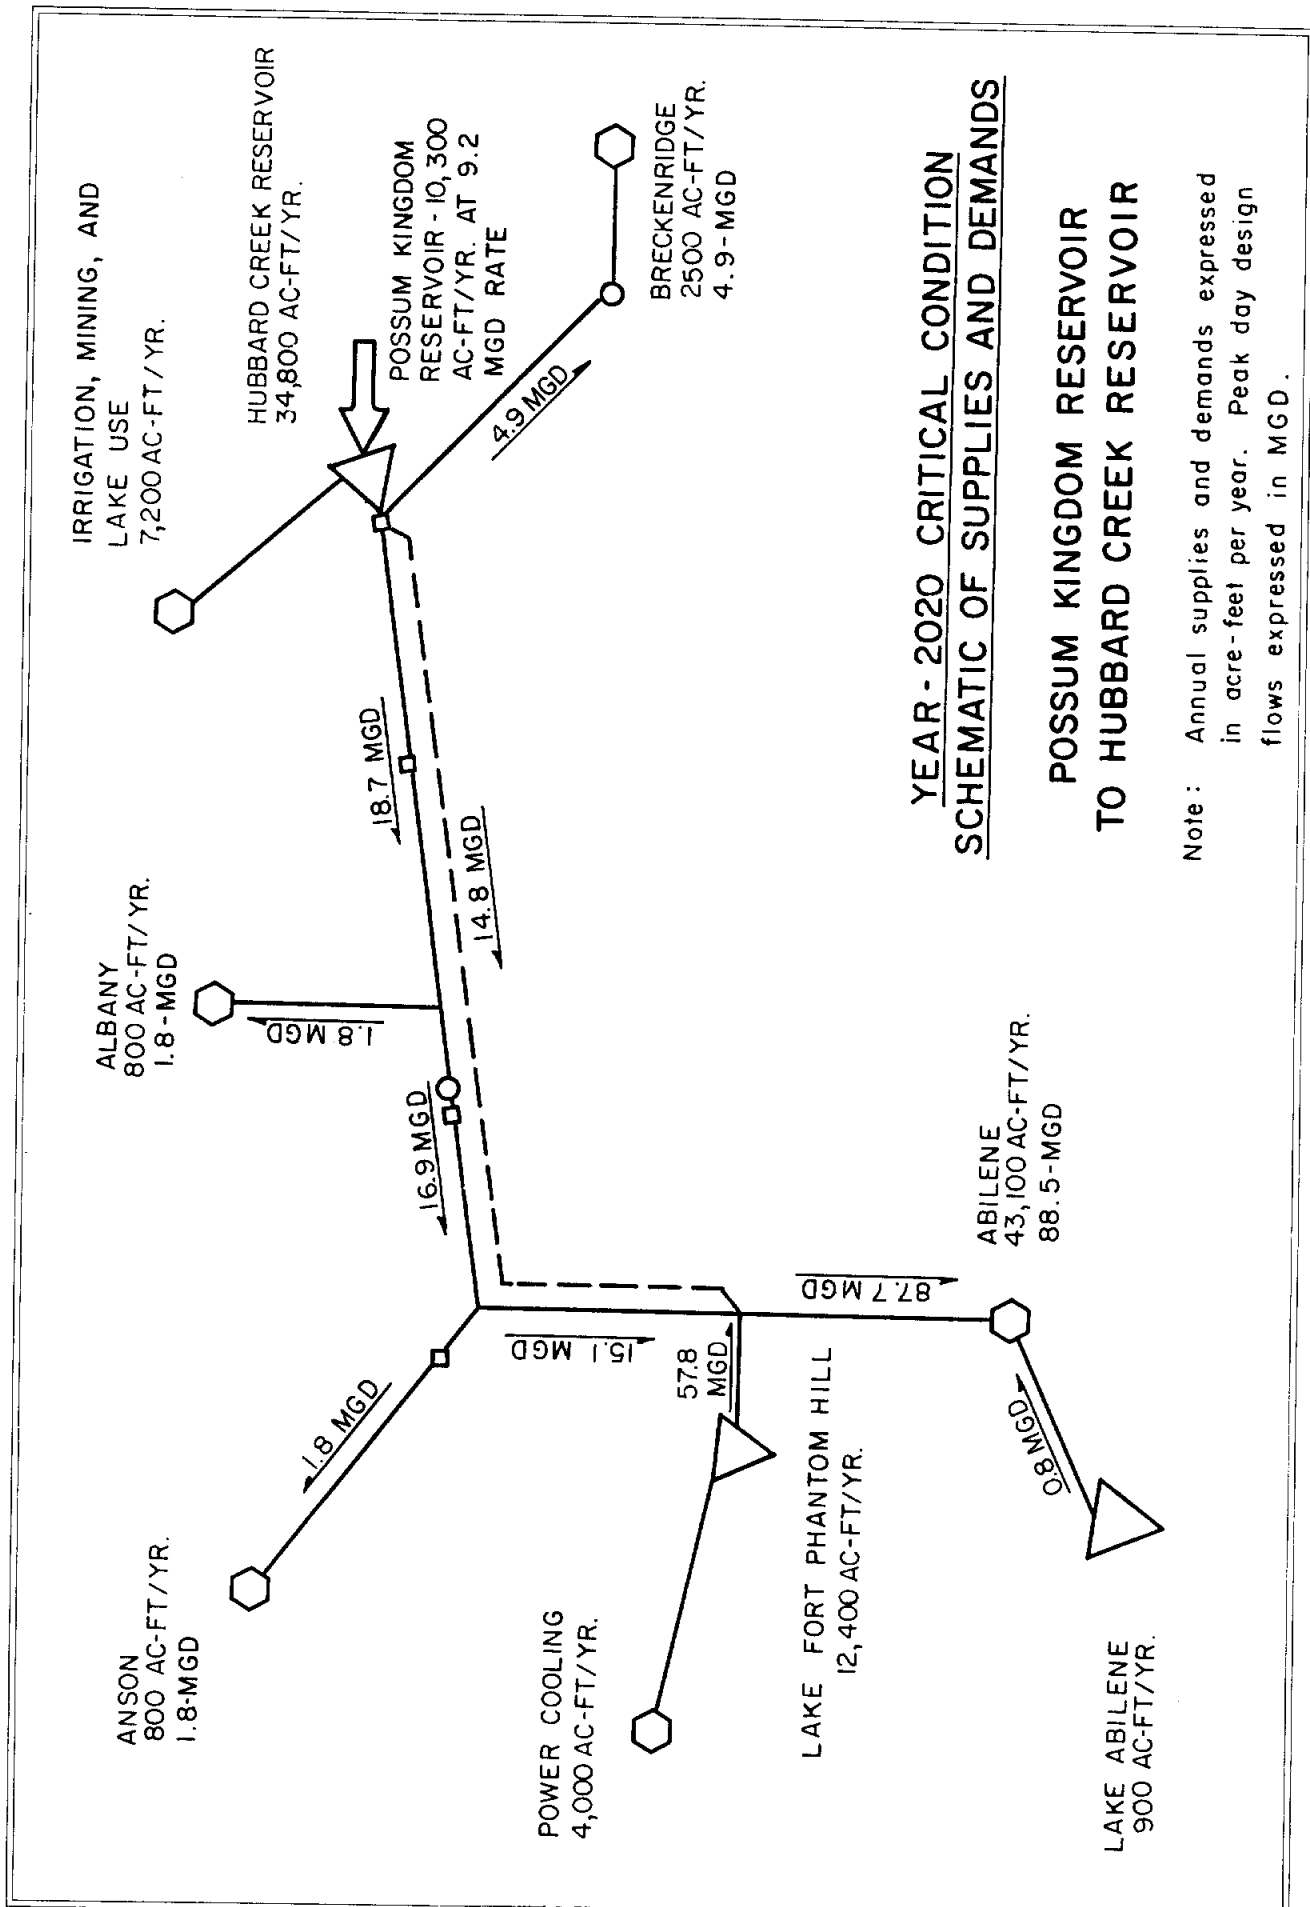 IRRIGATION, MINING, AND
LAKE USE
7,200 AC-FT/YR.
HUBBARD CREEK RESERVOIR
34,800 AC-FT/YR.
POSSUM KINGDOM
RESERVOIR - 10,300
AC-FT/YR. AT 9.2
MGD RATE
BRECKENRIDGE
2500 AC-FT/YR.
4.9-MGD
4.9 MGD
18.7 MGD
14.8 MGD
ALBANY
800 AC-FT/YR.
1.8-MGD
1.8 MGD
16.9 MGD
ANSON
800 AC-FT/YR.
1.8-MGD
1.8 MGD
15.1 MGD
57.8
MGD
87.7 MGD
POWER COOLING
4,000 AC-FT/YR.
LAKE FORT PHANTOM HILL
12,400 AC-FT/YR.
ABILENE
43,100 AC-FT/YR.
88.5-MGD
0.8 MGD
LAKE ABILENE
900 AC-FT/YR.
YEAR-2020 CRITICAL CONDITION
SCHEMATIC OF SUPPLIES AND DEMANDS
POSSUM KINGDOM RESERVOIR
TO HUBBARD CREEK RESERVOIR
Note: Annual supplies and demands expressed
in acre-feet per year. Peak day design
flows expressed in MGD.